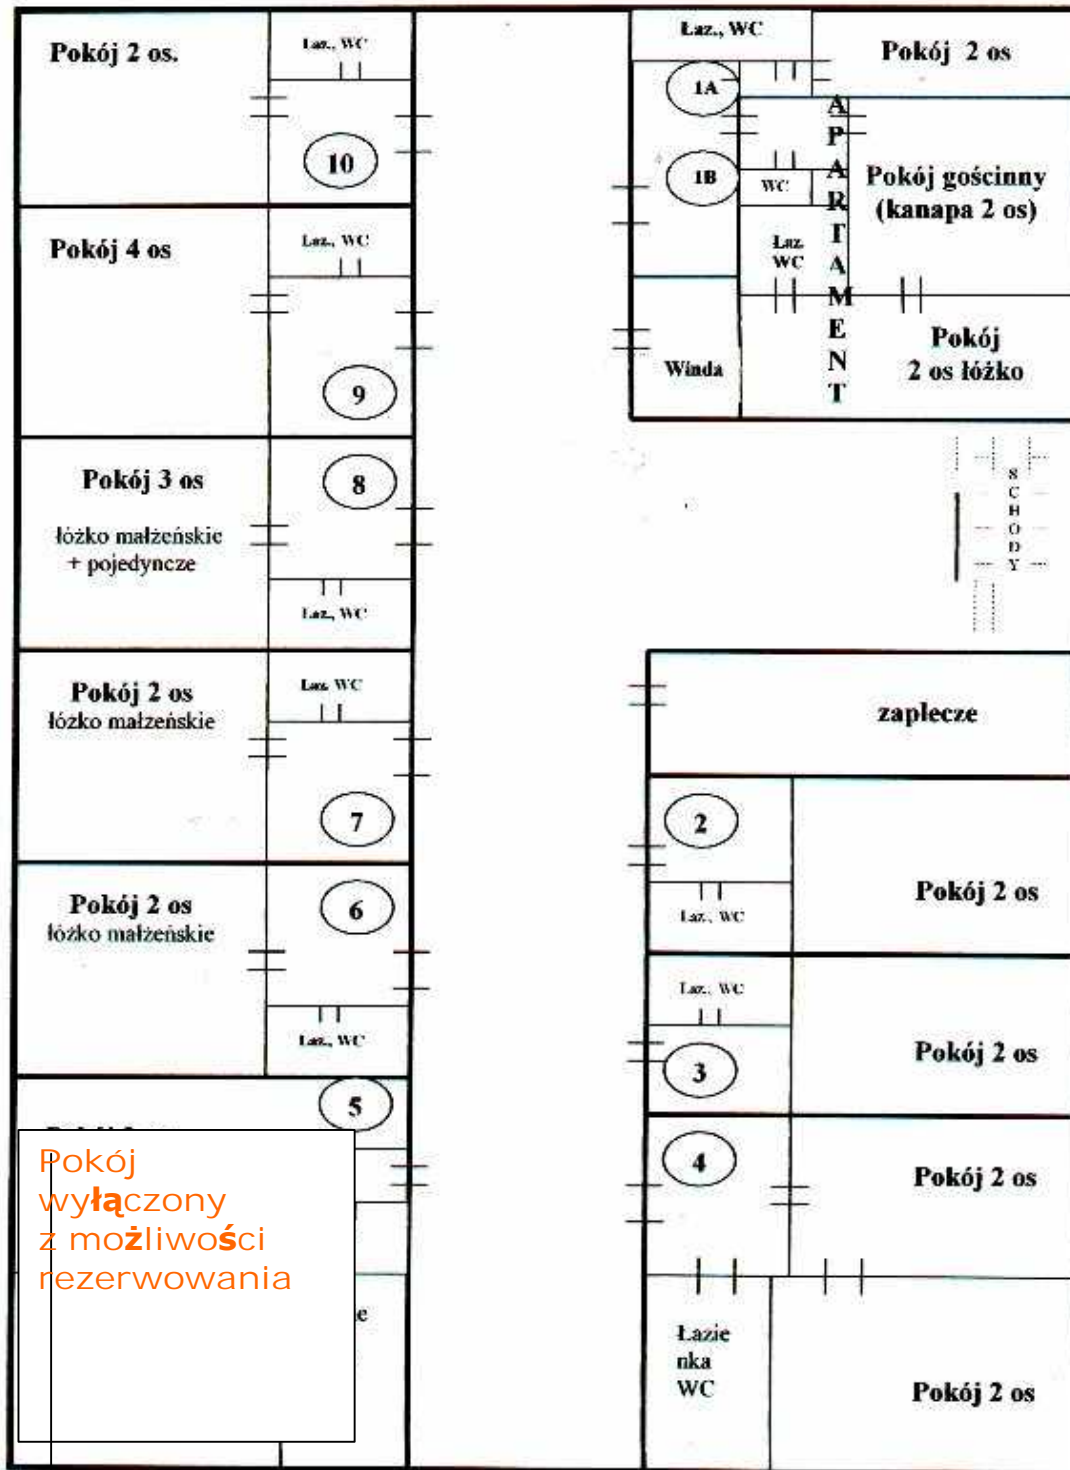 Pokój 2 os.
Łaz., WC
10
Pokój 4 os
Łaz., WC
9
Pokój 3 os
łóżko małżeńskie
+ pojedyncze
8
Łaz., WC
Pokój 2 os
łóżko małżeńskie
Łaz. WC
7
Pokój 2 os
łóżko małżeńskie
6
Łaz., WC
5
Pokój
wyłączony
z możliwości
rezerwowania
Łaz., WC
Pokój 2 os
1A
1B
WC
Łaz.
WC
APARTAMENT
Pokój gościnny
(kanapa 2 os)
Winda
Pokój
2 os łóżko
SCHODY
zaplecze
2
Łaz., WC
Pokój 2 os
Łaz., WC
3
Pokój 2 os
4
Pokój 2 os
Łazie
nka
WC
Pokój 2 os